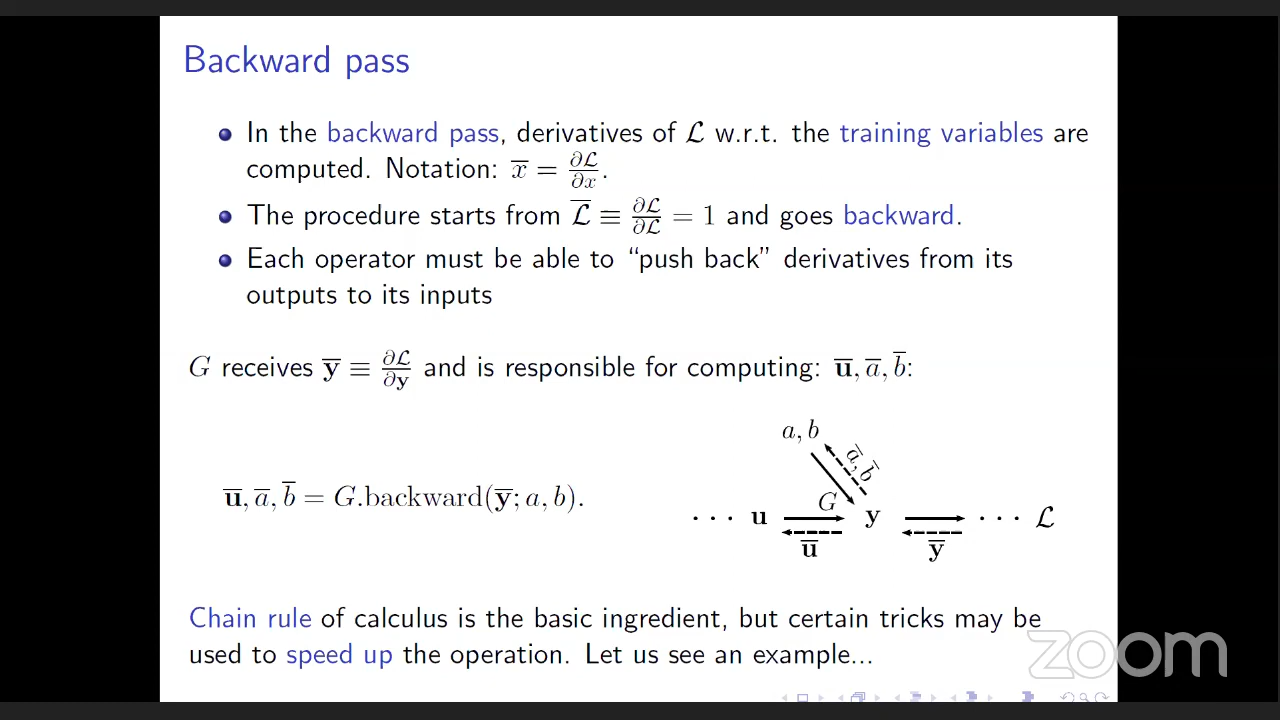 Backward pass
In the backward pass, derivatives of ℒ w.r.t. the training variables are
computed. Notation: x̅ = ∂ℒ/∂x.
The procedure starts from ℒ̅ ≡ ∂ℒ/∂ℒ = 1 and goes backward.
Each operator must be able to “push back” derivatives from its
outputs to its inputs
G receives y̅ ≡ ∂ℒ/∂y and is responsible for computing: u̅, a̅, b̅:
a, b
a̅, b̅
u̅, a̅, b̅ = G.backward(y̅; a, b).
G
· · · u y · · · ℒ
u̅ y̅
Chain rule of calculus is the basic ingredient, but certain tricks may be
used to speed up the operation. Let us see an example...
zoom